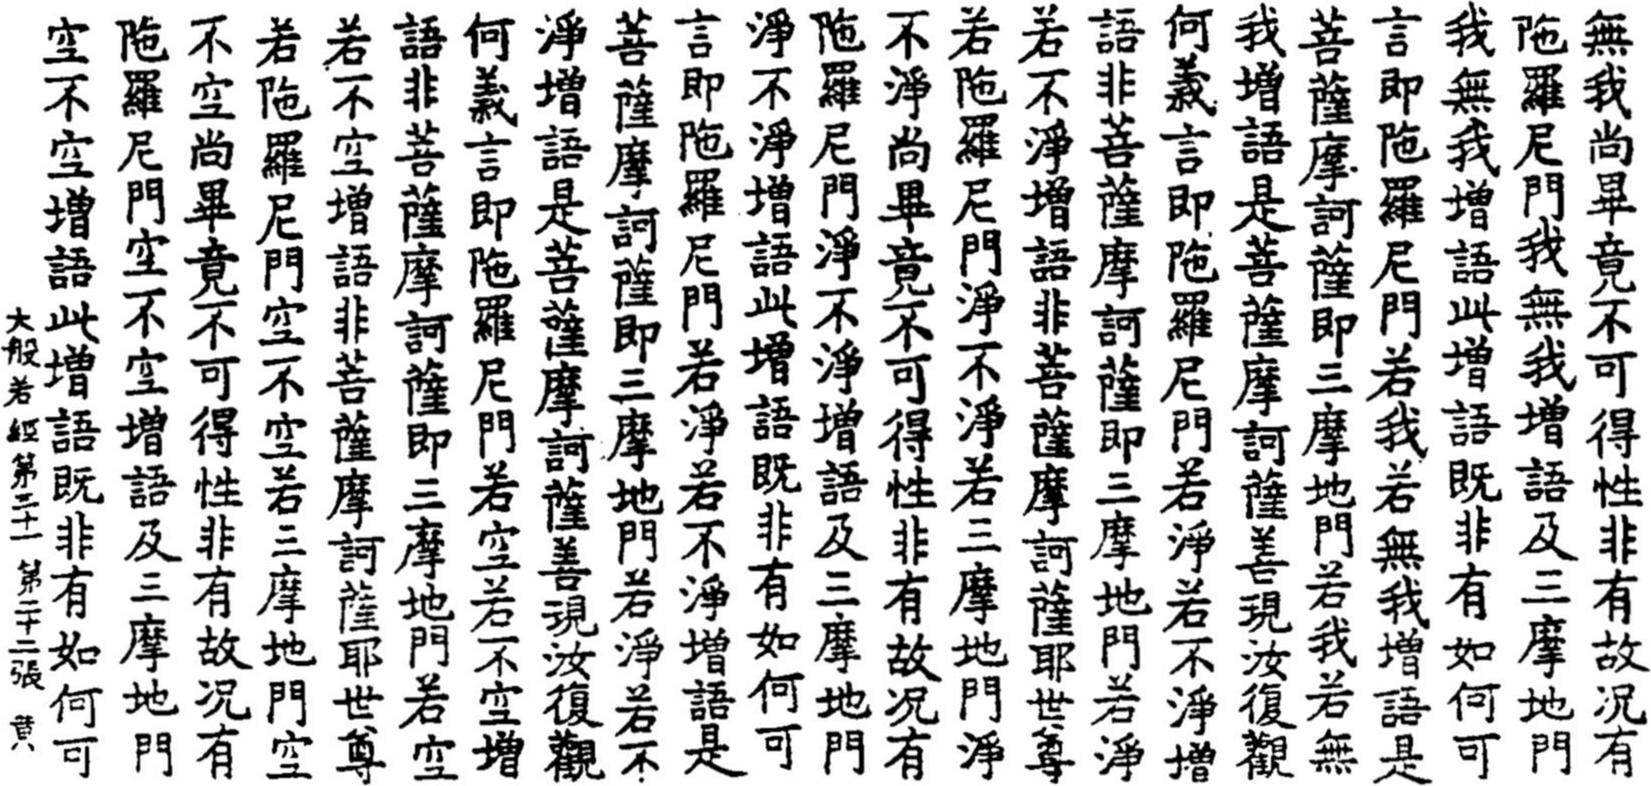 無我尚畢竟不可得性非有故况有
陁羅尼門我無我增語及三摩地門
我無我增語此增語既非有如何可
言即陁羅尼門若我若無我增語是
菩薩摩訶薩即三摩地門若我若無
我增語是菩薩摩訶薩善現汝復觀
何義言即陁羅尼門若淨若不淨增
語非菩薩摩訶薩即三摩地門若淨
若不淨增語非菩薩摩訶薩耶世尊
若陁羅尼門淨不淨若三摩地門淨
不淨尚畢竟不可得性非有故况有
陁羅尼門淨不淨增語及三摩地門
淨不淨增語此增語既非有如何可
言即陁羅尼門若淨若不淨增語是
菩薩摩訶薩即三摩地門若淨若不
淨增語是菩薩摩訶薩善現汝復觀
何義言即陁羅尼門若空若不空增
語非菩薩摩訶薩即三摩地門若空
若不空增語非菩薩摩訶薩耶世尊
若陁羅尼門空不空若三摩地門空
不空尚畢竟不可得性非有故况有
陁羅尼門空不空增語及三摩地門
空不空增語此增語既非有如何可
大般若經第三十一 第二十二張 黄